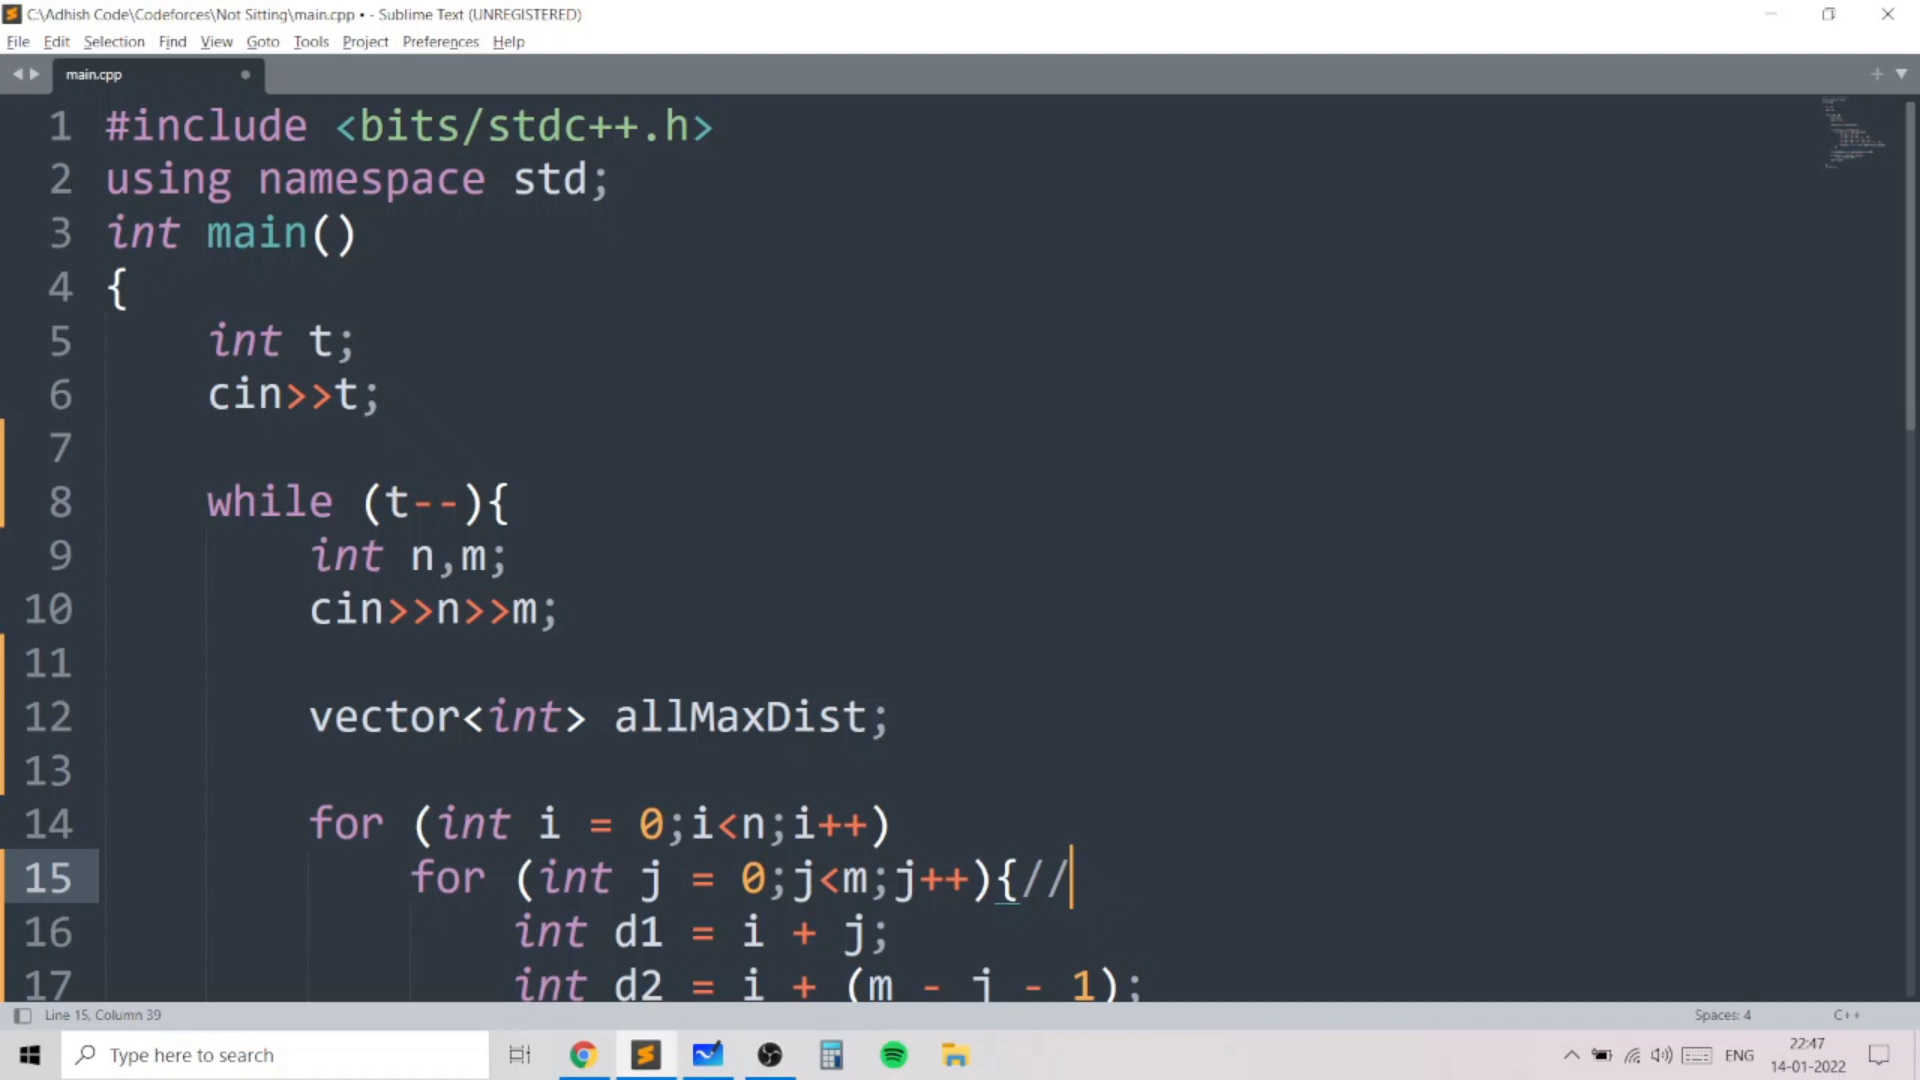 C:\Adhish Code\Codeforces\Not Sitting\main.cpp • - Sublime Text (UNREGISTERED)
File Edit Selection Find View Goto Tools Project Preferences Help
main.cpp
1 #include <bits/stdc++.h>
2 using namespace std;
3 int main()
4 {
5 int t;
6 cin>>t;
7
8 while (t--){
9 int n,m;
10 cin>>n>>m;
11
12 vector<int> allMaxDist;
13
14 for (int i = 0;i<n;i++)
15 for (int j = 0;j<m;j++){//
16 int d1 = i + j;
17 int d2 = i + (m - j - 1);
Line 15, Column 39 Spaces: 4 C++
Type here to search ENG 22:47
14-01-2022